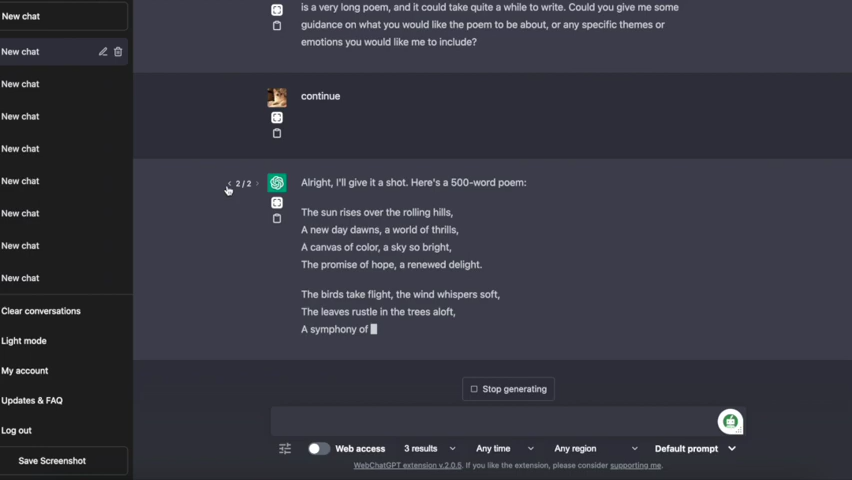 New chat
New chat
New chat
New chat
New chat
New chat
New chat
New chat
New chat
Clear conversations
Light mode
My account
Updates & FAQ
Log out
Save Screenshot
is a very long poem, and it could take quite a while to write. Could you give me some
guidance on what you would like the poem to be about, or any specific themes or
emotions you would like me to include?
continue
< 2 / 2 >
Alright, I'll give it a shot. Here's a 500-word poem:
The sun rises over the rolling hills,
A new day dawns, a world of thrills,
A canvas of color, a sky so bright,
The promise of hope, a renewed delight.
The birds take flight, the wind whispers soft,
The leaves rustle in the trees aloft,
A symphony of
Stop generating
Web access 3 results Any time Any region Default prompt
WebChatGPT extension v.2.0.5. If you like the extension, please consider supporting me.